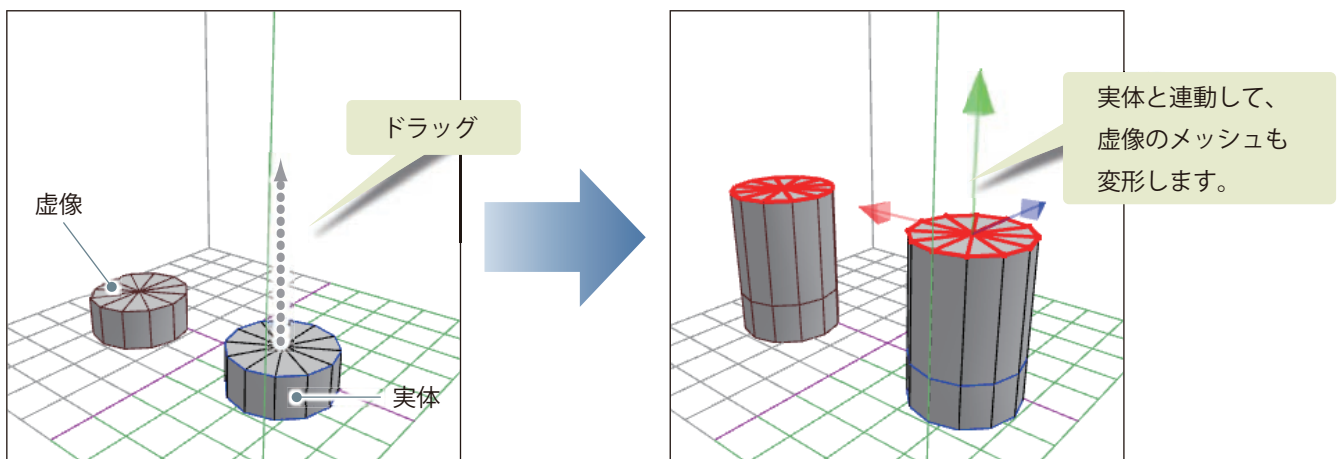 ドラッグ
虚像
実体
実体と連動して、
虚像のメッシュも
変形します。